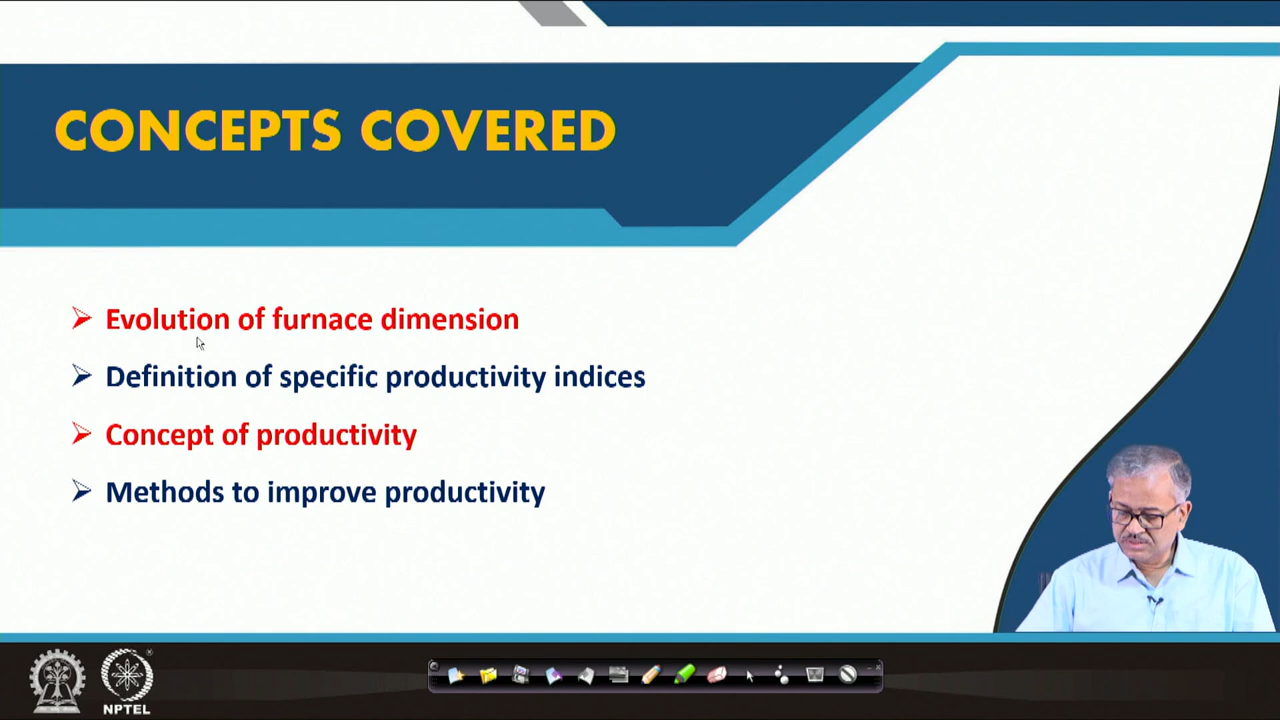 CONCEPTS COVERED
Evolution of furnace dimension
Definition of specific productivity indices
Concept of productivity
Methods to improve productivity
NPTEL